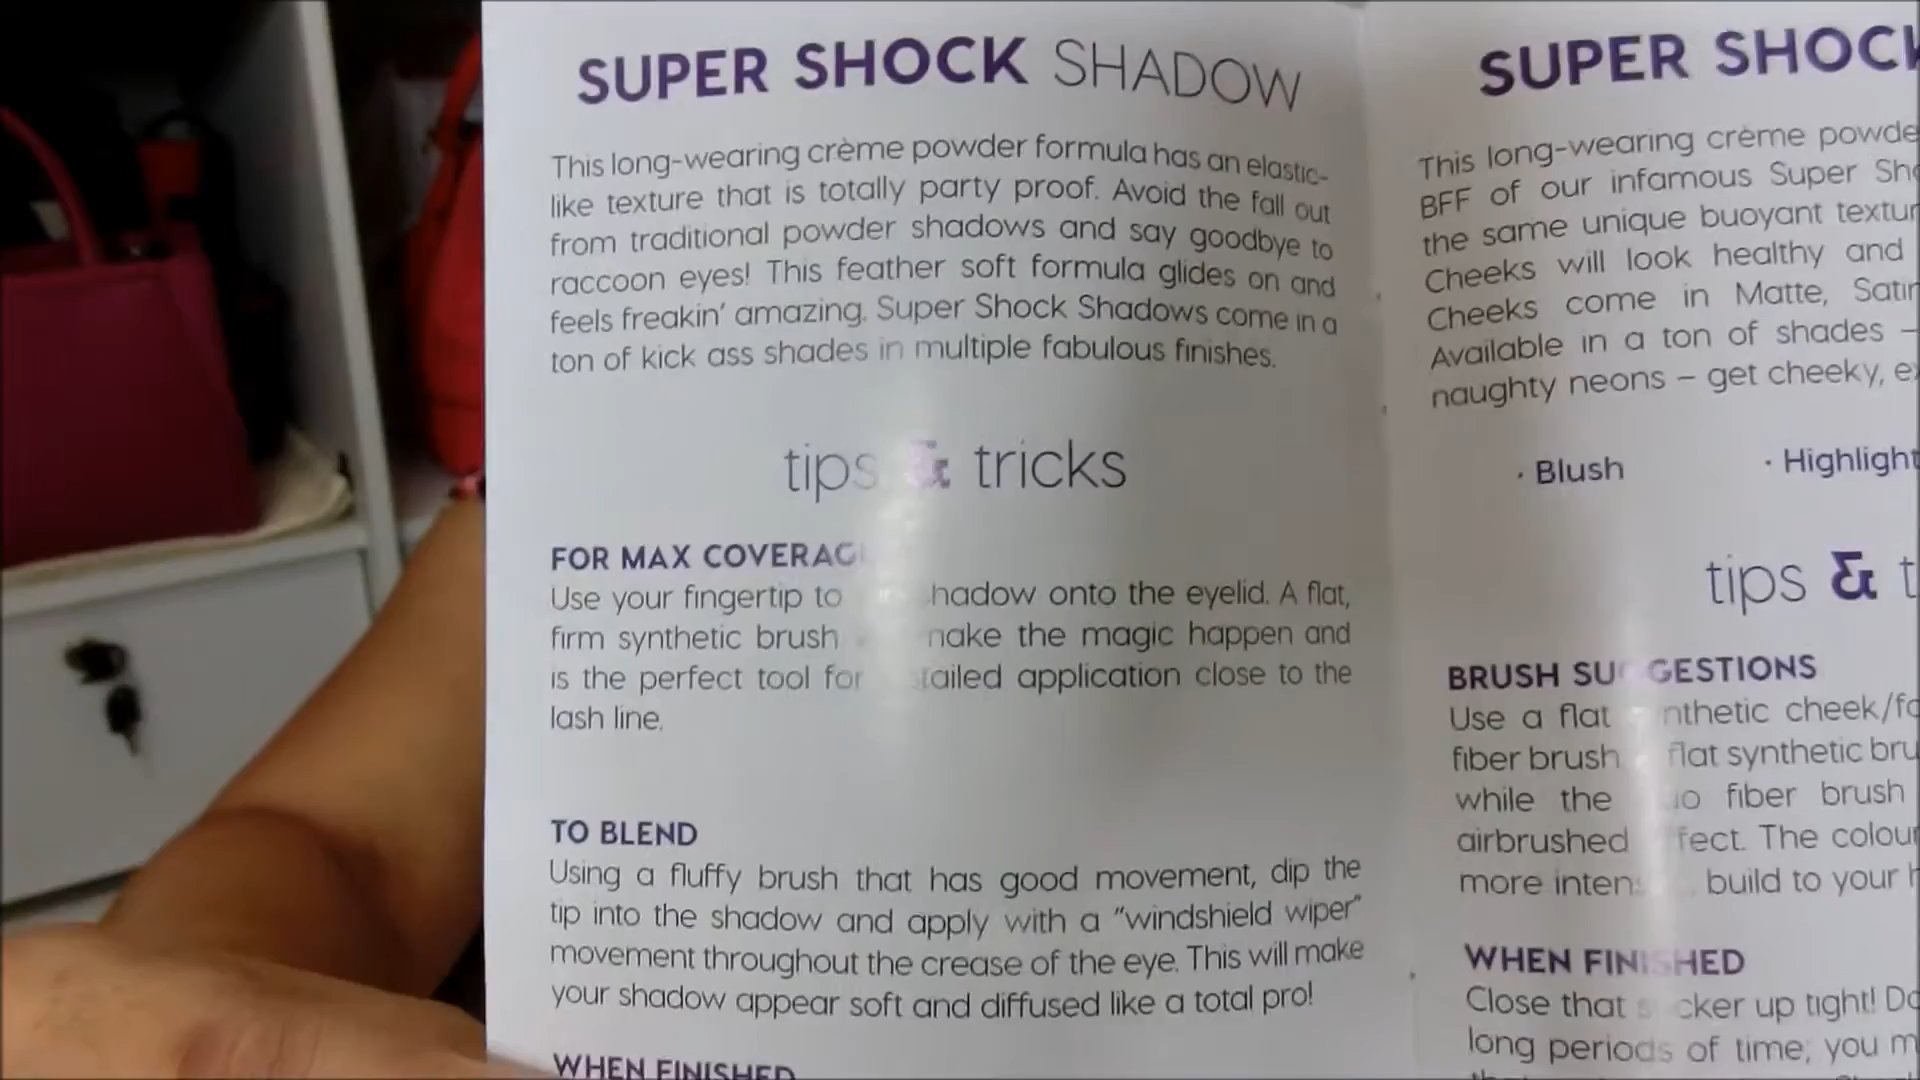 SUPER SHOCK SHADOW
This long-wearing crème powder formula has an elastic-
like texture that is totally party proof. Avoid the fall out
from traditional powder shadows and say goodbye to
raccoon eyes! This feather soft formula glides on and
feels freakin' amazing. Super Shock Shadows come in a
ton of kick ass shades in multiple fabulous finishes.
tips & tricks
FOR MAX COVERAG
Use your fingertip to hadow onto the eyelid. A flat,
firm synthetic brush make the magic happen and
is the perfect tool for tailed application close to the
lash line.
TO BLEND
Using a fluffy brush that has good movement, dip the
tip into the shadow and apply with a "windshield wiper"
movement throughout the crease of the eye. This will make
your shadow appear soft and diffused like a total pro!
WHEN FINISHED
SUPER SHOCK
This long-wearing crème powde
BFF of our infamous Super Sho
the same unique buoyant textur
Cheeks will look healthy and
Cheeks come in Matte, Satin
Available in a ton of shades –
naughty neons – get cheeky, e
· Blush · Highlight
tips & t
BRUSH SU GESTIONS
Use a flat nthetic cheek/fo
fiber brush flat synthetic bru
while the o fiber brush
airbrushed fect. The colour
more inten build to your h
WHEN FINISHED
Close that s cker up tight! Do
long periods of time; you m